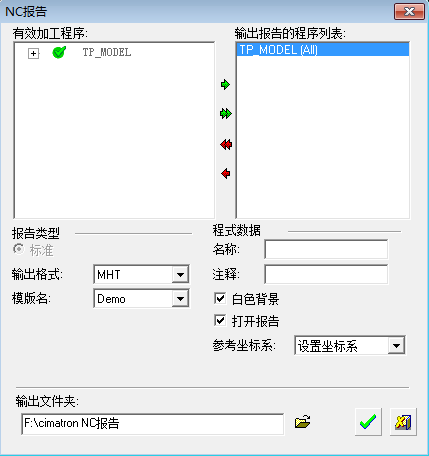 NC报告
有效加工程序:
输出报告的程序列表:
TP_MODEL
TP_MODEL (All)
报告类型
程式数据
标准
名称:
输出格式:
MHT
注释:
模版名:
Demo
白色背景
打开报告
参考坐标系:
设置坐标系
输出文件夹:
F:\cimatron NC报告